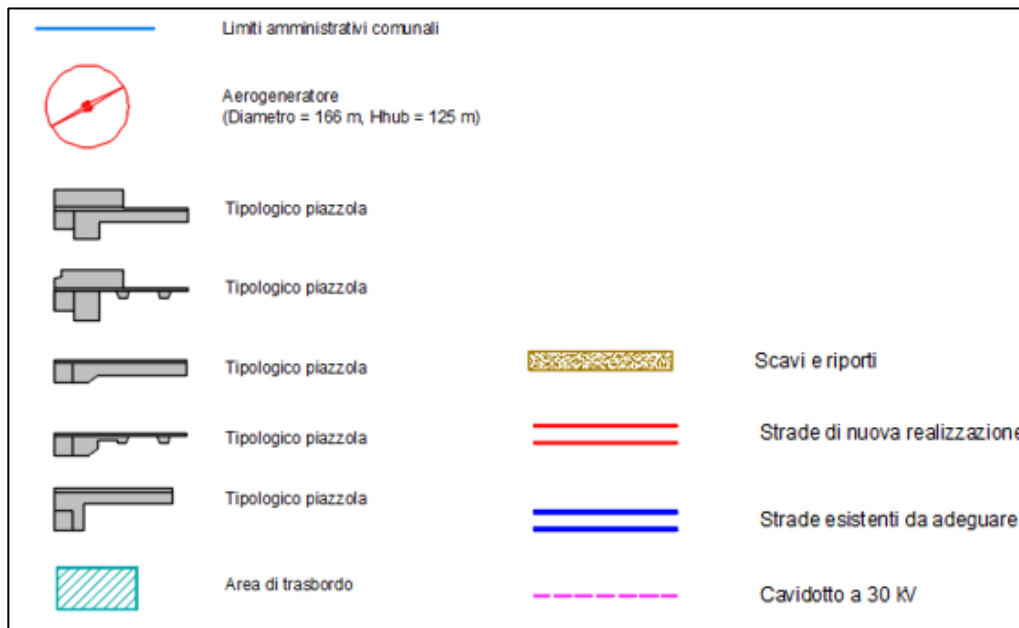 Limiti amministrativi comunali
Aerogeneratore
(Diametro = 166 m, Hhub = 125 m)
Tipologico piazzola
Tipologico piazzola
Tipologico piazzola
Tipologico piazzola
Tipologico piazzola
Area di trasbordo
Scavi e riporti
Strade di nuova realizzazione
Strade esistenti da adeguare
Cavidotto a 30 kV